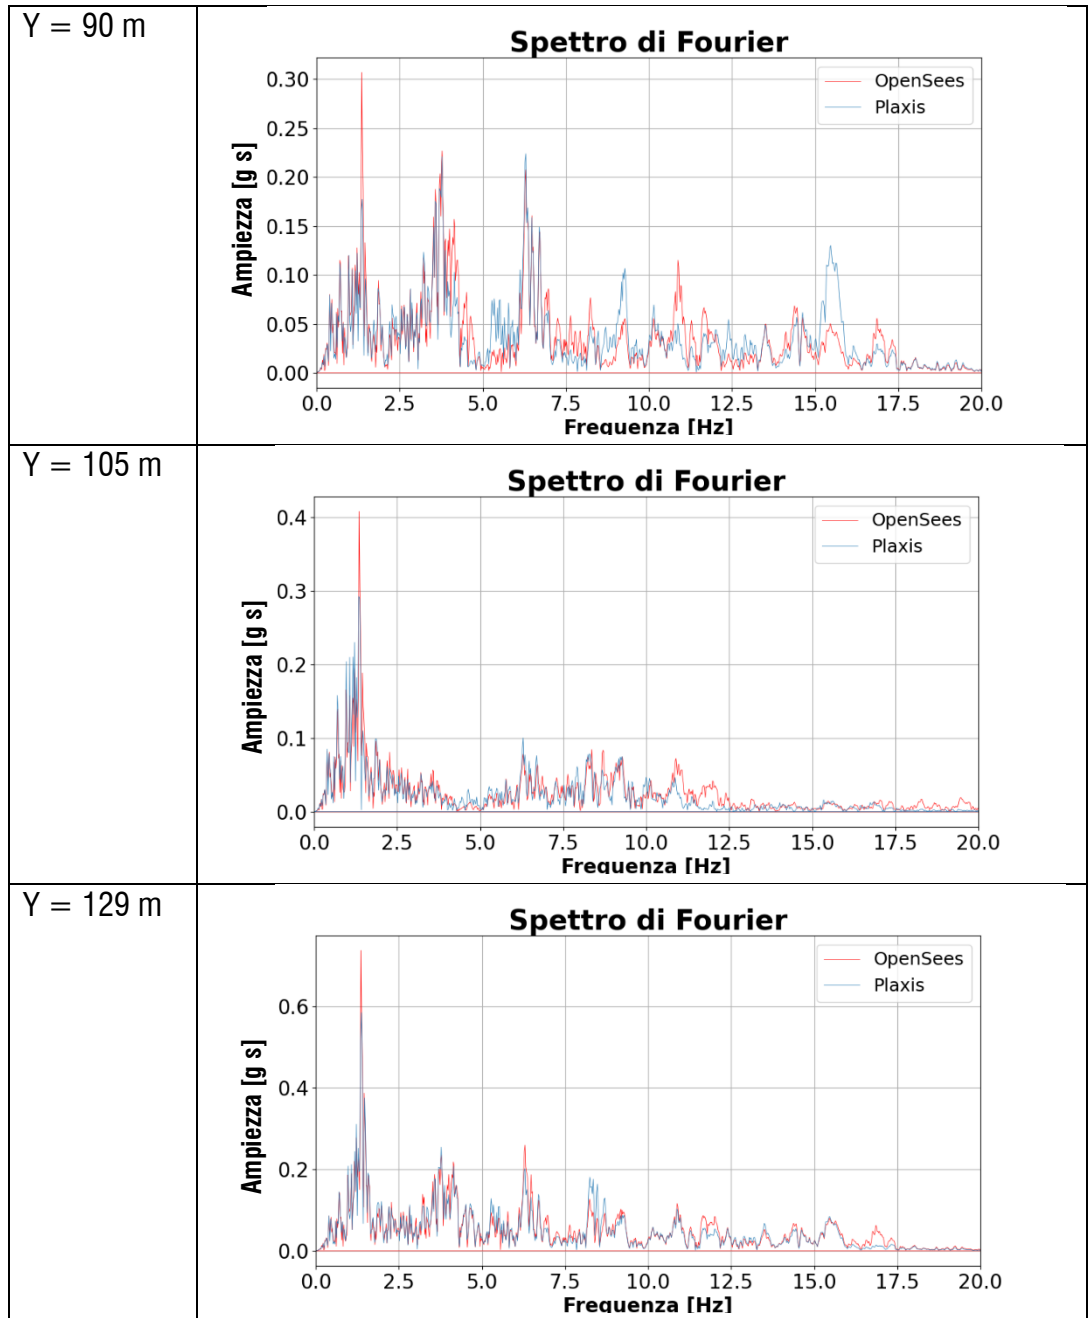 Y = 90 m
Spettro di Fourier
OpenSees
Plaxis
Ampiezza [g s]
0.30
0.25
0.20
0.15
0.10
0.05
0.00
0.0 2.5 5.0 7.5 10.0 12.5 15.0 17.5 20.0
Frequenza [Hz]
Y = 105 m
Spettro di Fourier
OpenSees
Plaxis
Ampiezza [g s]
0.4
0.3
0.2
0.1
0.0
0.0 2.5 5.0 7.5 10.0 12.5 15.0 17.5 20.0
Frequenza [Hz]
Y = 129 m
Spettro di Fourier
OpenSees
Plaxis
Ampiezza [g s]
0.6
0.4
0.2
0.0
0.0 2.5 5.0 7.5 10.0 12.5 15.0 17.5 20.0
Frequenza [Hz]